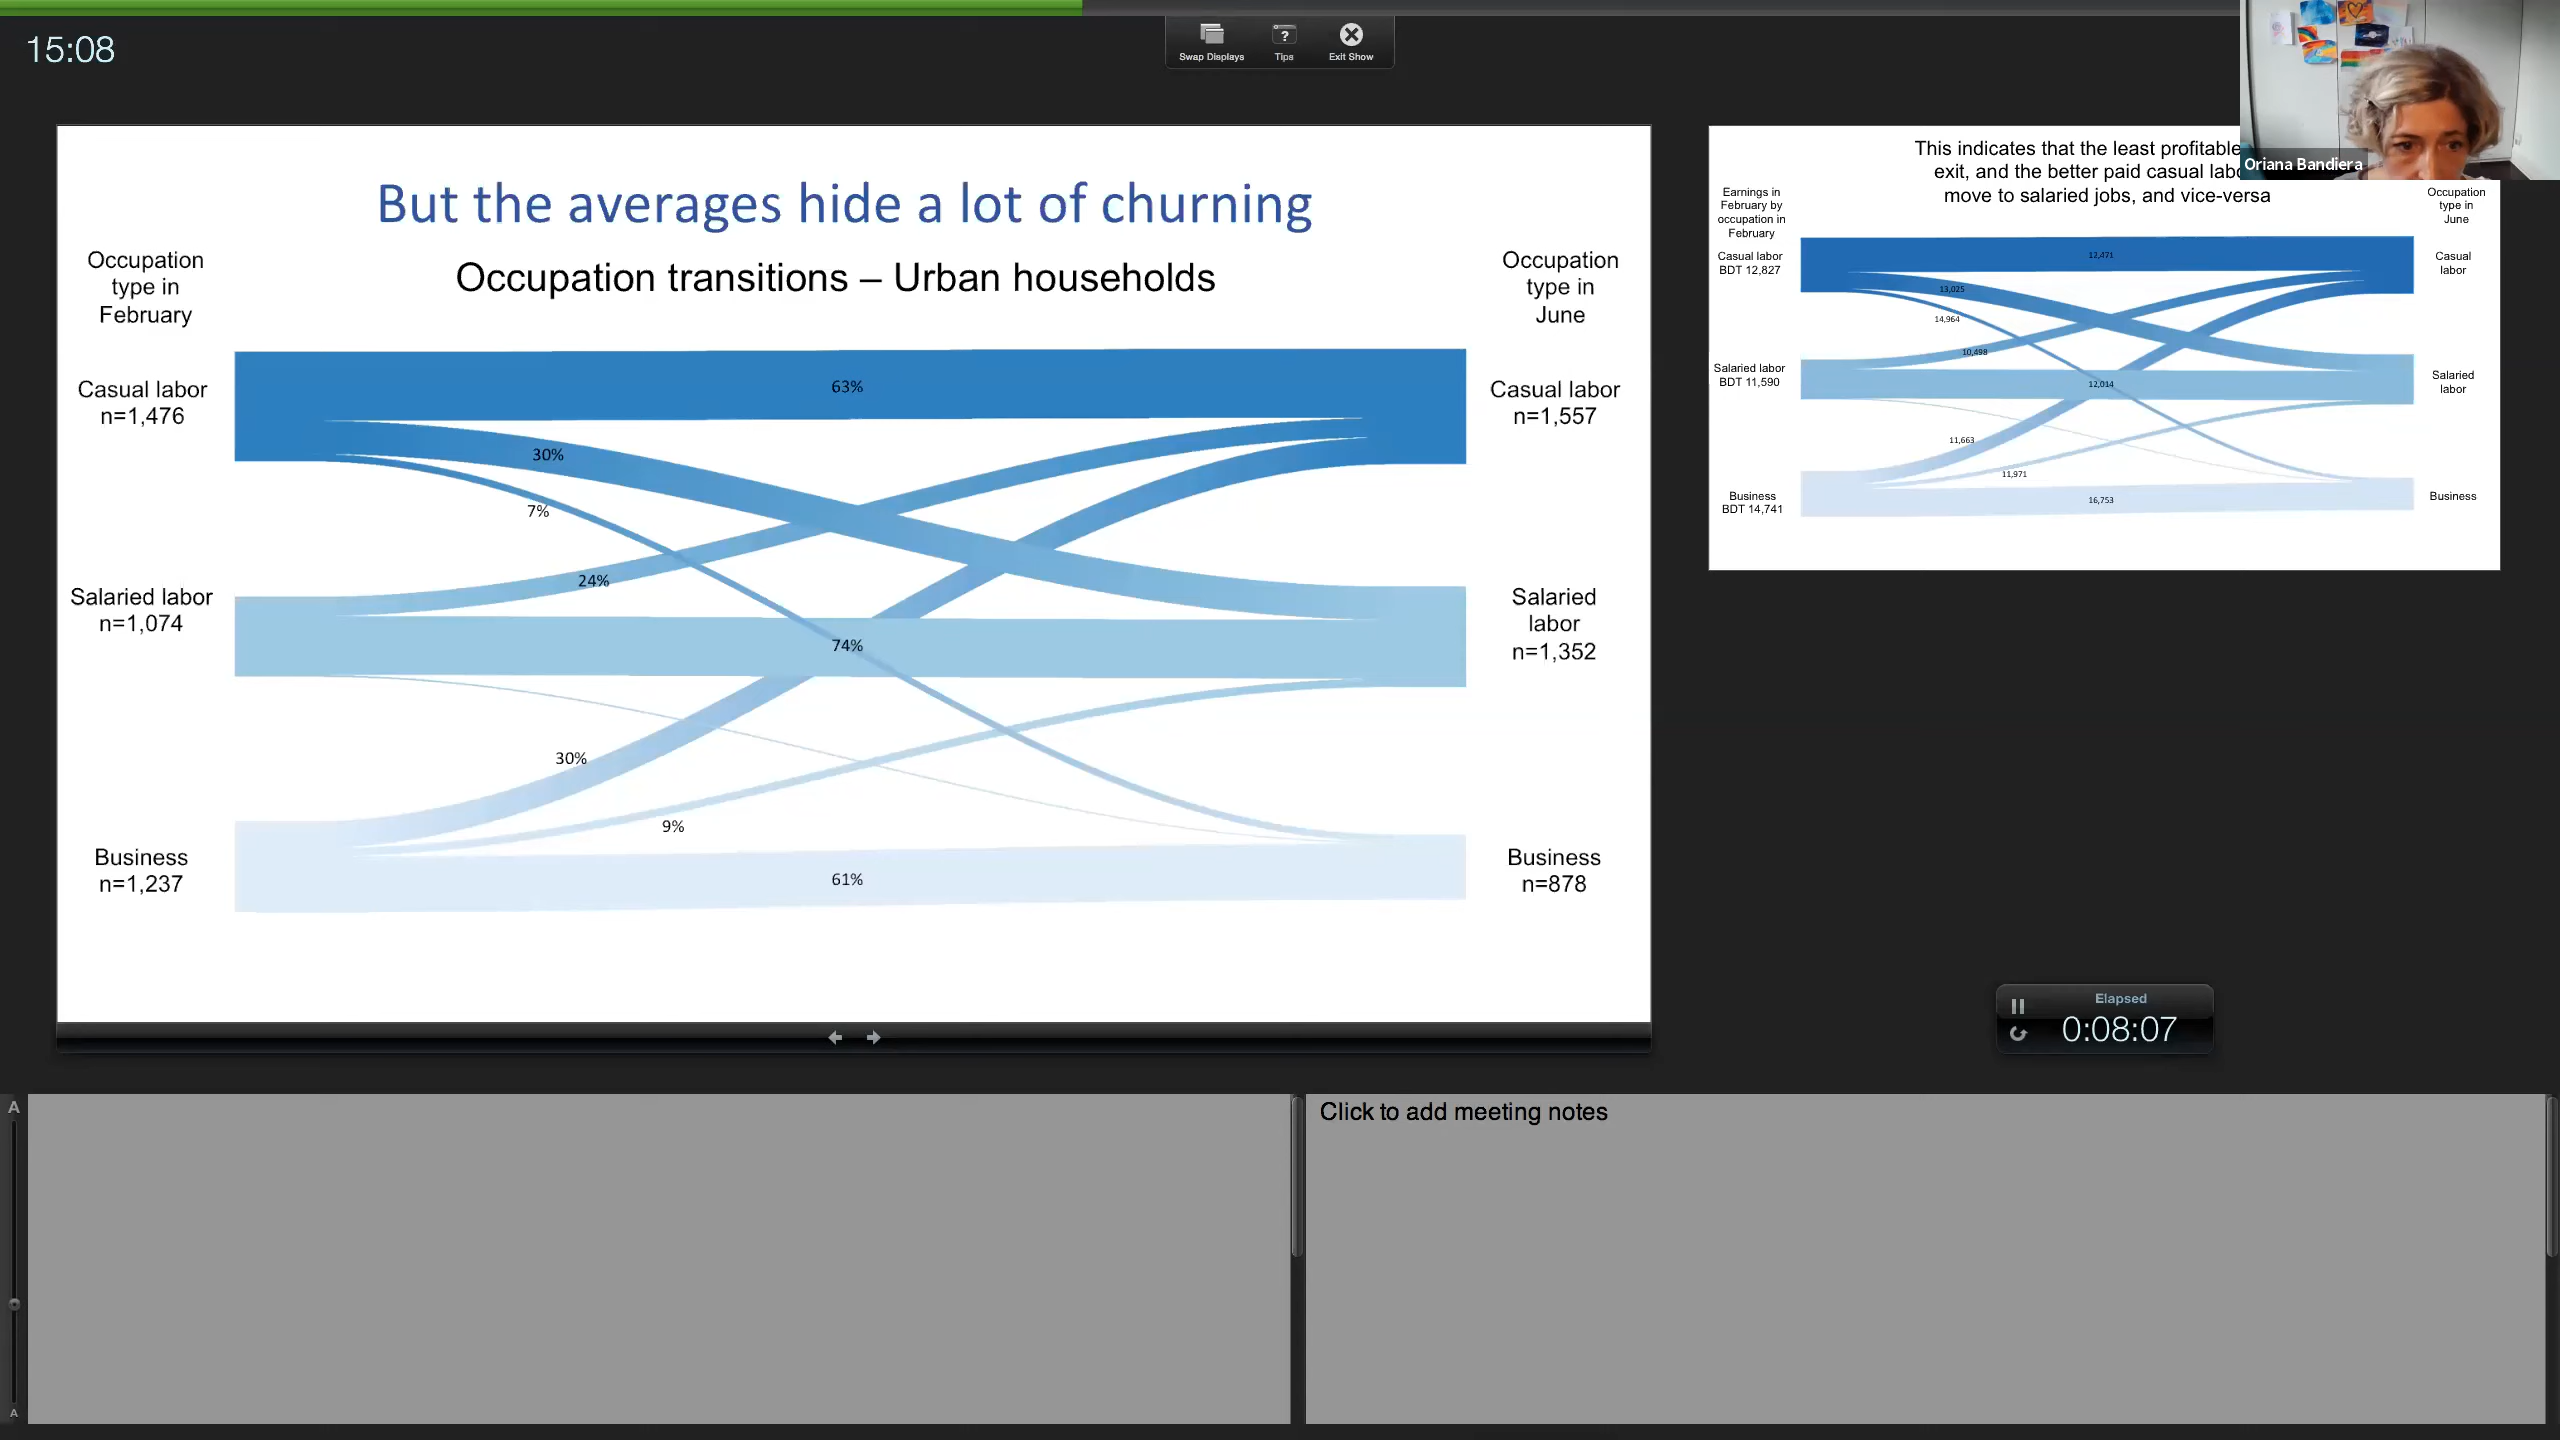 15:08
Swap Displays
Tips
Exit Show
Oriana Bandiera
But the averages hide a lot of churning
Occupation transitions – Urban households
Occupation
type in
February
Occupation
type in
June
Casual labor
n=1,476
63%
Casual labor
n=1,557
30%
7%
24%
Salaried labor
n=1,074
74%
Salaried
labor
n=1,352
30%
9%
Business
n=1,237
61%
Business
n=878
This indicates that the least profitable
exit, and the better paid casual
move to salaried jobs, and vice-versa
Earnings in
February by
occupation in
February
Occupation
type in
June
Casual labor
BDT 12,827
12,471
Casual
labor
13,025
14,964
10,498
Salaried labor
BDT 11,590
12,014
Salaried
labor
11,663
11,971
Business
BDT 14,741
16,753
Business
Elapsed
0:08:07
A
A
Click to add meeting notes